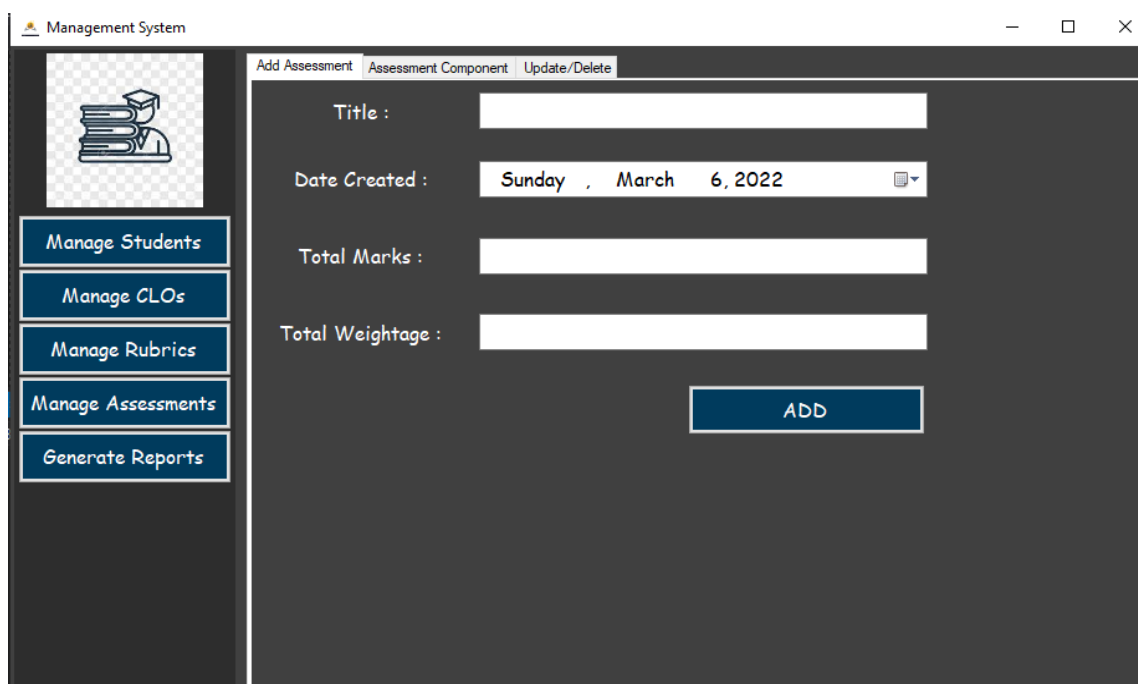 Management System
Add Assessment Assessment Component Update/Delete
Title :
Date Created : Sunday , March 6, 2022
Total Marks :
Total Weightage :
ADD
Manage Students
Manage CLOs
Manage Rubrics
Manage Assessments
Generate Reports